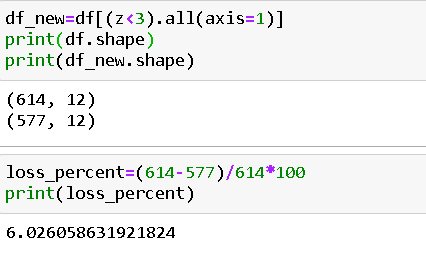 df_new=df[(z<3).all(axis=1)]
print(df.shape)
print(df_new.shape)
(614, 12)
(577, 12)
loss_percent=(614-577)/614*100
print(loss_percent)
6.026058631921824